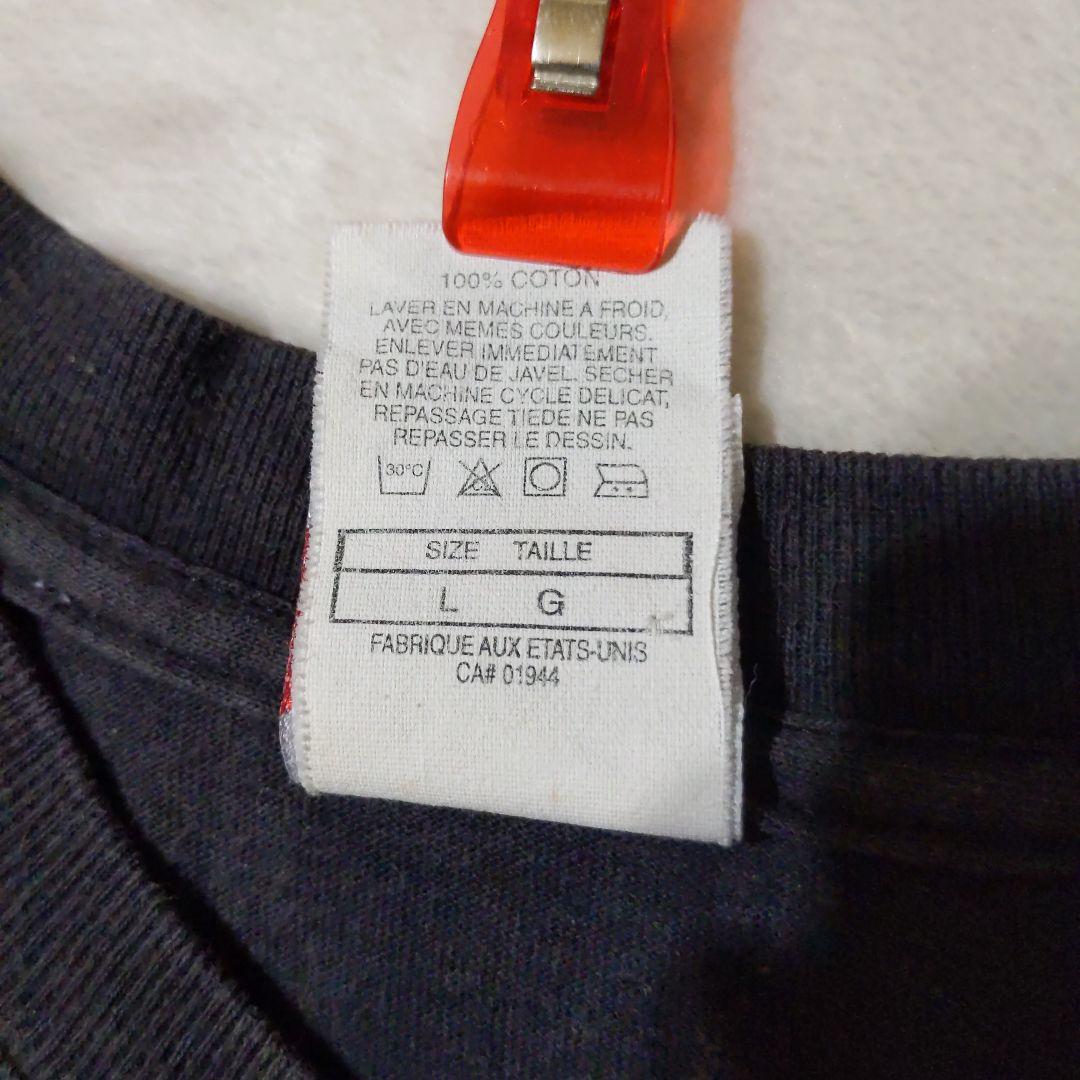 100% COTON
LAVER EN MACHINE A FROID,
AVEC MEMES COULEURS.
ENLEVER IMMEDIATEMENT
PAS D'EAU DE JAVEL. SECHER
EN MACHINE CYCLE DELICAT,
REPASSAGE TIEDE NE PAS
REPASSER LE DESSIN.
30°C CL
SIZE TAILLE
L G
FABRIQUE AUX ETATS-UNIS
CA# 01944